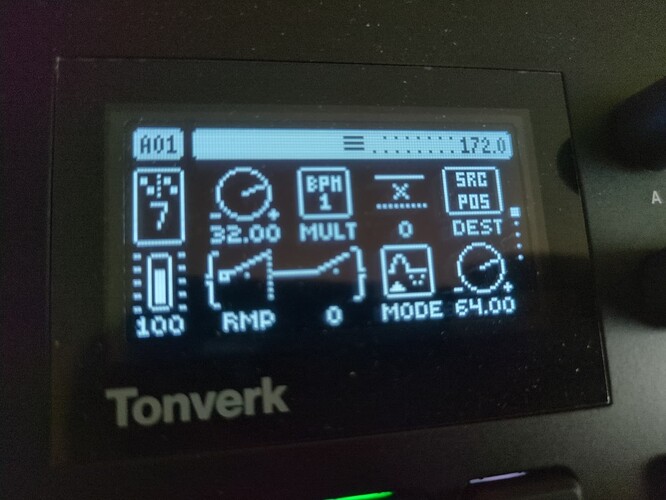 A01 172.0
7 BPM 1 SRC POS
32.00 MULT 0 DEST
100 RMP 0 MODE 64.00
Tonverk
A